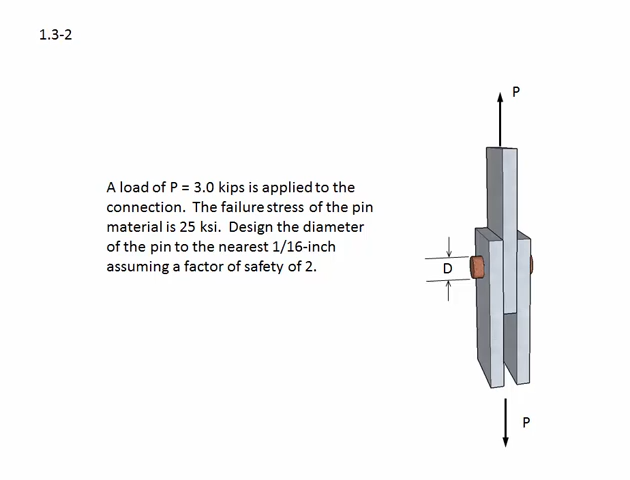 1.3-2
P
A load of P = 3.0 kips is applied to the
connection.  The failure stress of the pin
material is 25 ksi.  Design the diameter
of the pin to the nearest 1/16-inch
assuming a factor of safety of 2.
D
P